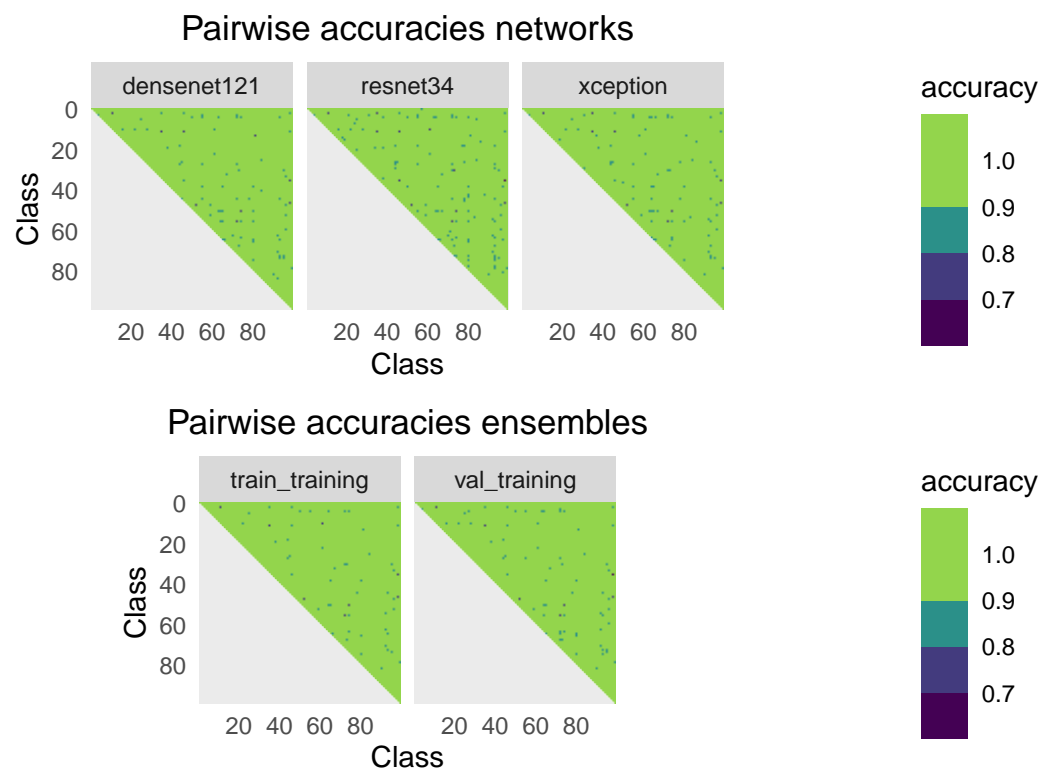 Pairwise accuracies networks
densenet121 resnet34 xception
0
20
40
60
80
Class
20 40 60 80 20 40 60 80 20 40 60 80
Class
accuracy
1.0
0.9
0.8
0.7
Pairwise accuracies ensembles
train_training val_training
0
20
40
60
80
Class
20 40 60 80 20 40 60 80
Class
accuracy
1.0
0.9
0.8
0.7